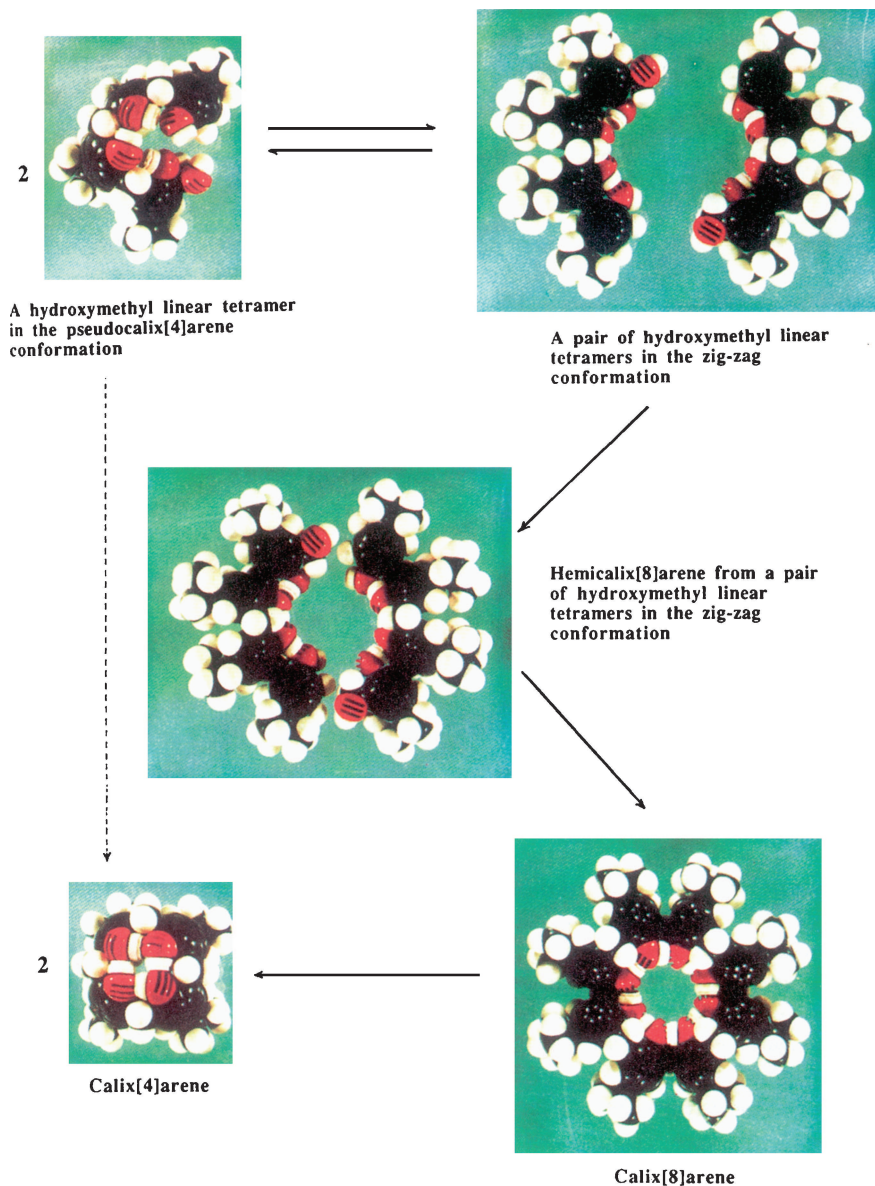 2
A hydroxymethyl linear tetramer
in the pseudocalix[4]arene
conformation
A pair of hydroxymethyl linear
tetramers in the zig-zag
conformation
Hemicalix[8]arene from a pair
of hydroxymethyl linear
tetramers in the zig-zag
conformation
2
Calix[4]arene
Calix[8]arene